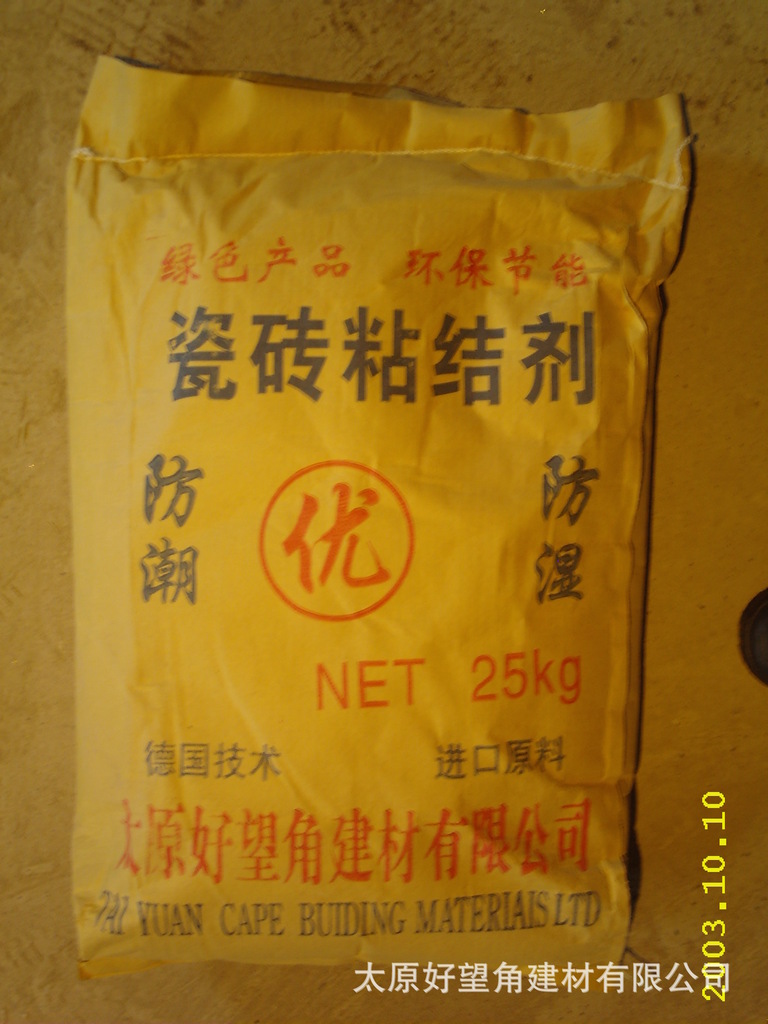 绿色产品 环保节能
瓷砖粘结剂
防潮
优
防湿
NET 25kg
德国技术 进口原料
太原好望角建材有限公司
TAI YUAN CAPE BUIDING MATERIAIS LTD
太原好望角建材有限公司
2003.10.10